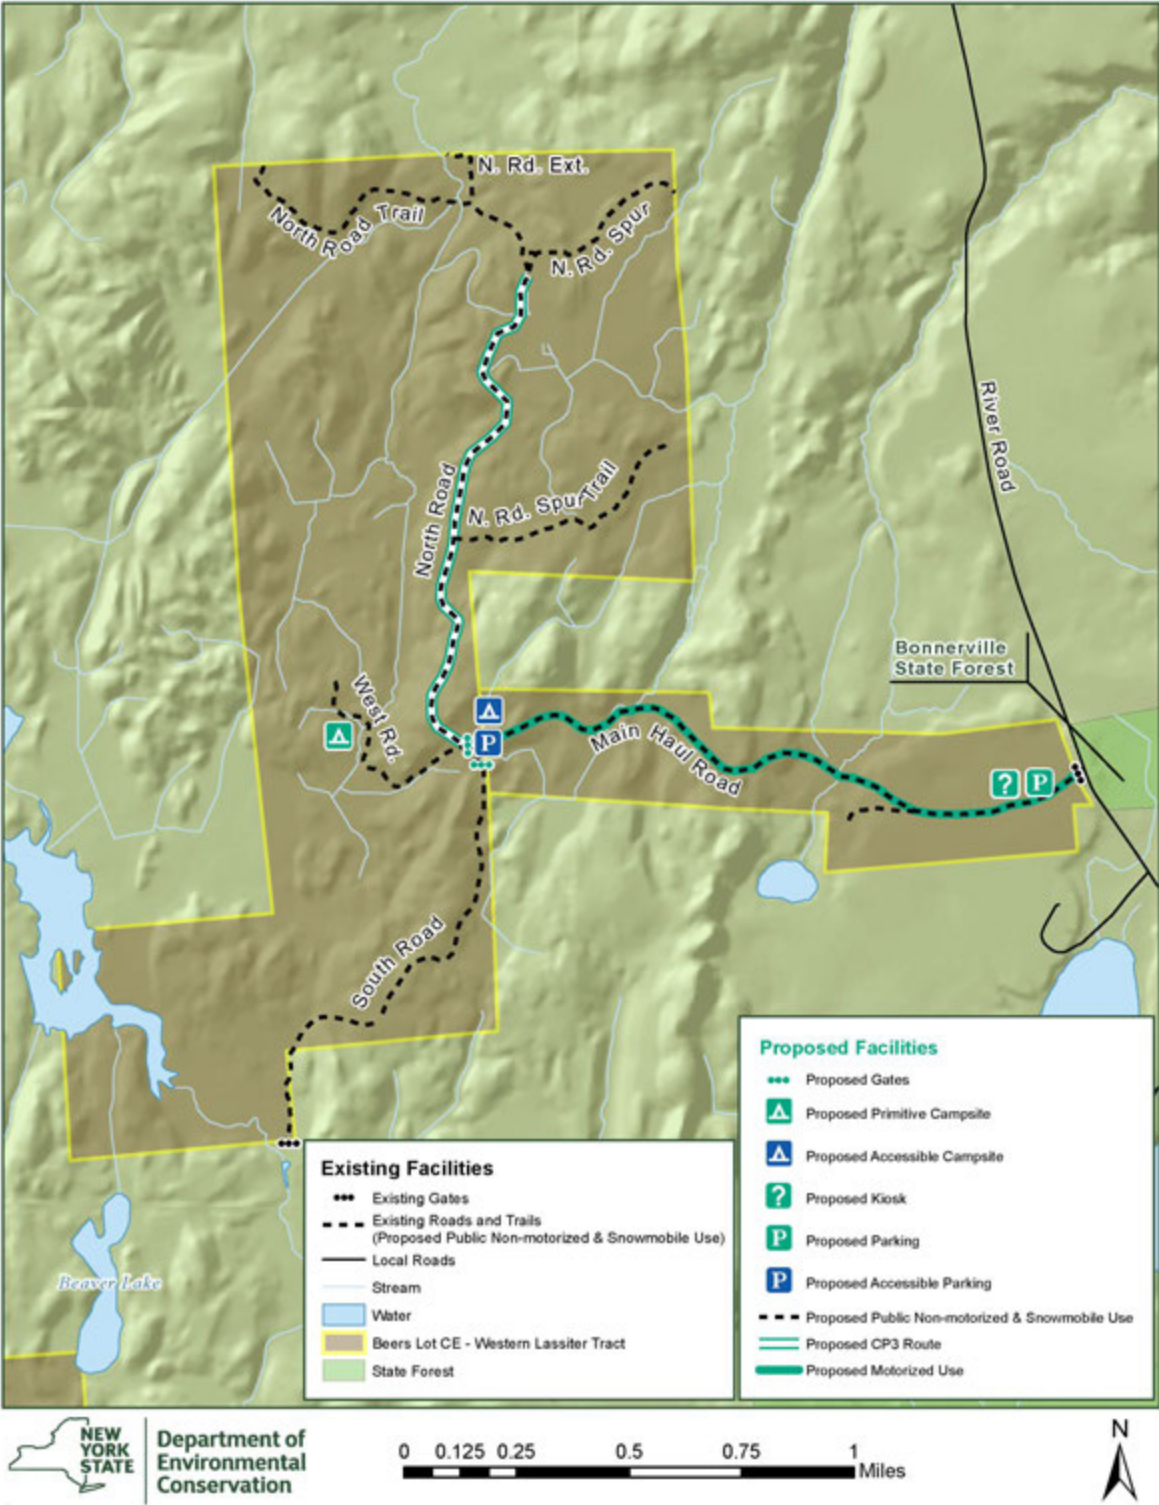 N. Rd. Ext.
North Road Trail
N. Rd. Spur
River Road
North Road
N. Rd. Spur Trail
Bonnerville
State Forest
West Rd.
P
Main Haul Road
? P
South Road
Beaver Lake
Existing Facilities
Existing Gates
Existing Roads and Trails
(Proposed Public Non-motorized & Snowmobile Use)
Local Roads
Stream
Water
Beers Lot CE - Western Lassiter Tract
State Forest
Proposed Facilities
Proposed Gates
Proposed Primitive Campsite
Proposed Accessible Campsite
? Proposed Kiosk
P Proposed Parking
P Proposed Accessible Parking
Proposed Public Non-motorized & Snowmobile Use
Proposed CP3 Route
Proposed Motorized Use
NEW
YORK
STATE
Department of
Environmental
Conservation
0 0.125 0.25 0.5 0.75 1
Miles
N